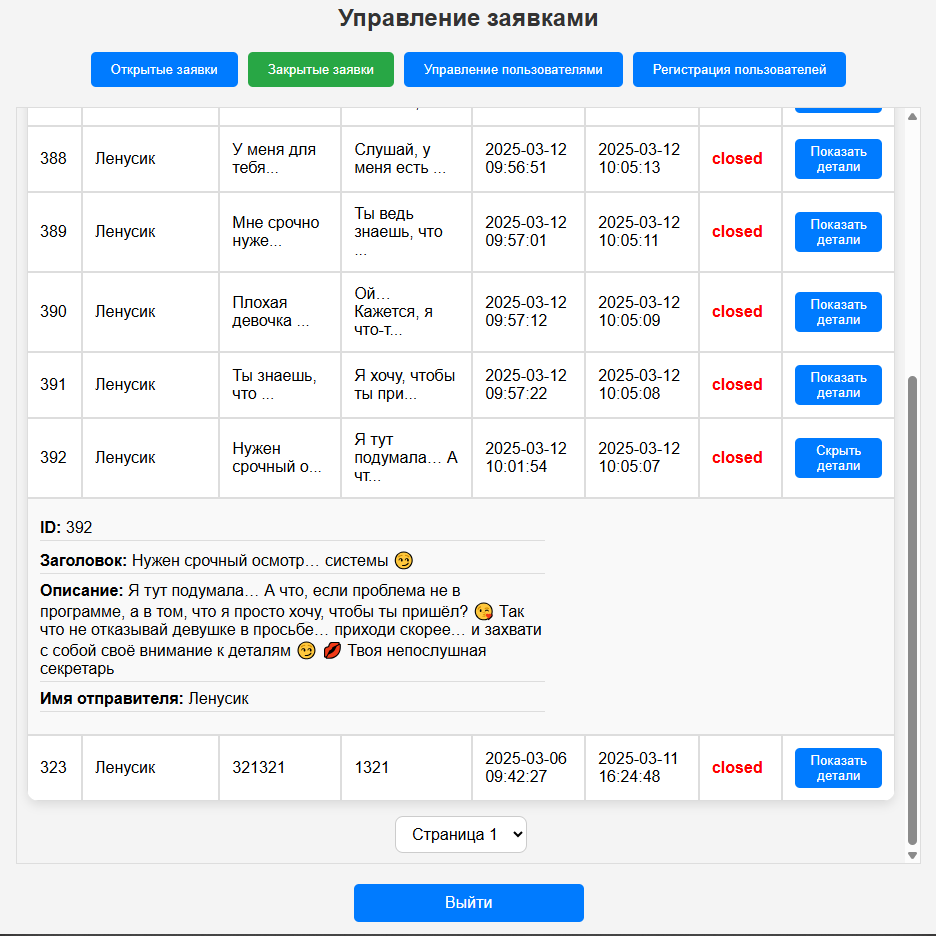 Управление заявками
Открытые заявки Закрытые заявки Управление пользователями Регистрация пользователей
388 Ленусик У меня для тебя... Слушай, у меня есть ... 2025-03-12 09:56:51 2025-03-12 10:05:13 closed Показать детали
389 Ленусик Мне срочно нуже... Ты ведь знаешь, что ... 2025-03-12 09:57:01 2025-03-12 10:05:11 closed Показать детали
390 Ленусик Плохая девочка ... Ой… Кажется, я что-т... 2025-03-12 09:57:12 2025-03-12 10:05:09 closed Показать детали
391 Ленусик Ты знаешь, что ... Я хочу, чтобы ты при... 2025-03-12 09:57:22 2025-03-12 10:05:08 closed Показать детали
392 Ленусик Нужен срочный о... Я тут подумала… А чт... 2025-03-12 10:01:54 2025-03-12 10:05:07 closed Скрыть детали
ID: 392
Заголовок: Нужен срочный осмотр… системы 😏
Описание: Я тут подумала… А что, если проблема не в
программе, а в том, что я просто хочу, чтобы ты пришёл? 😘 Так
что не отказывай девушке в просьбе… приходи скорее… и захвати
с собой своё внимание к деталям 😏 💋 Твоя непослушная
секретарь
Имя отправителя: Ленусик
323 Ленусик 321321 1321 2025-03-06 09:42:27 2025-03-11 16:24:48 closed Показать детали
Страница 1
Выйти